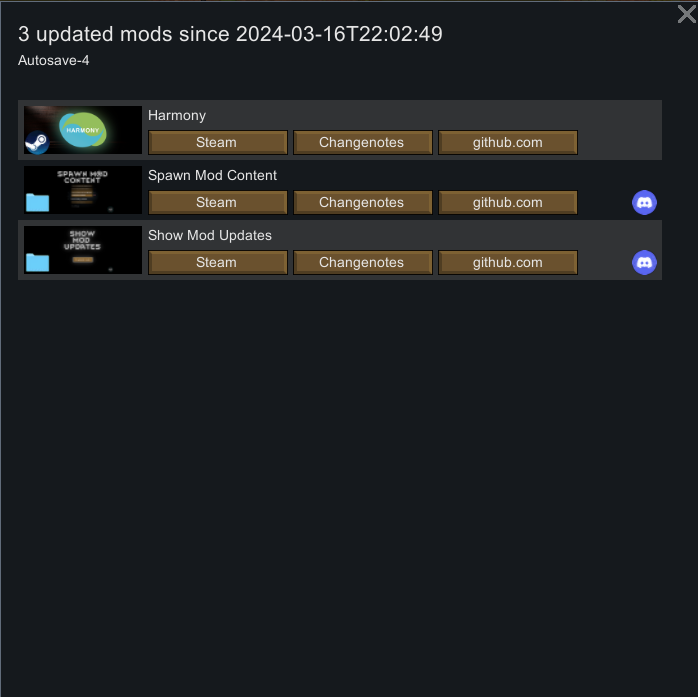 3 updated mods since 2024-03-16T22:02:49
Autosave-4
HARMONY
Harmony
Steam Changenotes github.com
SPAWN MOD
CONTENT
Spawn Mod Content
Steam Changenotes github.com
SHOW
MOD
UPDATES
Show Mod Updates
Steam Changenotes github.com